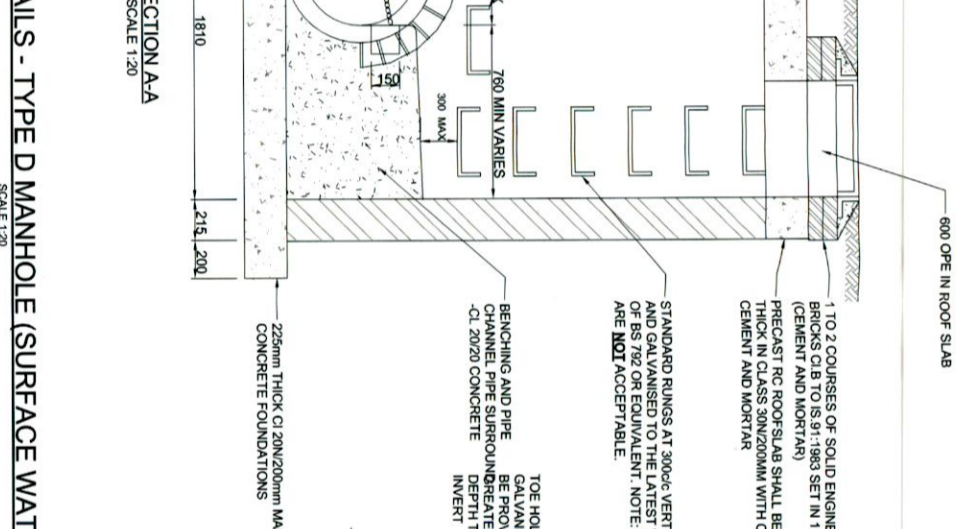 600 OPE IN ROOF SLAB
1 TO 2 COURSES OF SOLID ENGINE
BRICKS CI.B TO IS.91:1983 SET IN 1
(CEMENT AND MORTAR)
PRECAST RC ROOFSLAB SHALL BE
THICK IN CLASS 30N/200MM WITH C
CEMENT AND MORTAR
STANDARD RUNGS AT 300c/c VERT
AND GALVANISED TO THE LATEST
OF BS 792 OR EQUIVALENT. NOTE:
ARE NOT ACCEPTABLE.
TOE HOL
GALVAN
BE PROV
DEPTH T
INVERT
BENCHING AND PIPE
CHANNEL PIPE SURROUND
-CL 20/20 CONCRETE
225mm THICK CI 20N/200mm MA
CONCRETE FOUNDATIONS
760 MIN VARIES
300 MAX
150
1810
215
200
ECTION A-A
SCALE 1:20
AILS - TYPE D MANHOLE (SURFACE WAT
SCALE 1:20